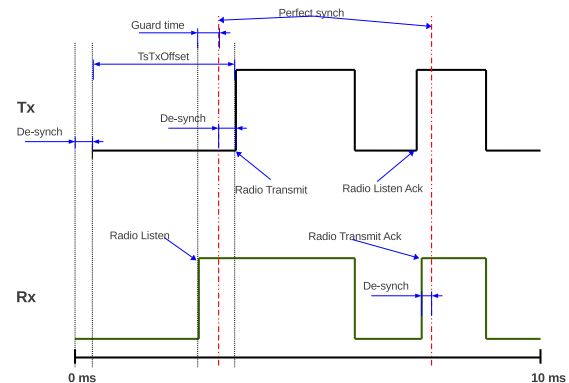 Perfect synch
Guard time
TsTxOffset
Tx
De-synch
De-synch
Radio Transmit
Radio Listen Ack
Radio Listen
Radio Transmit Ack
De-synch
Rx
0 ms
10 ms